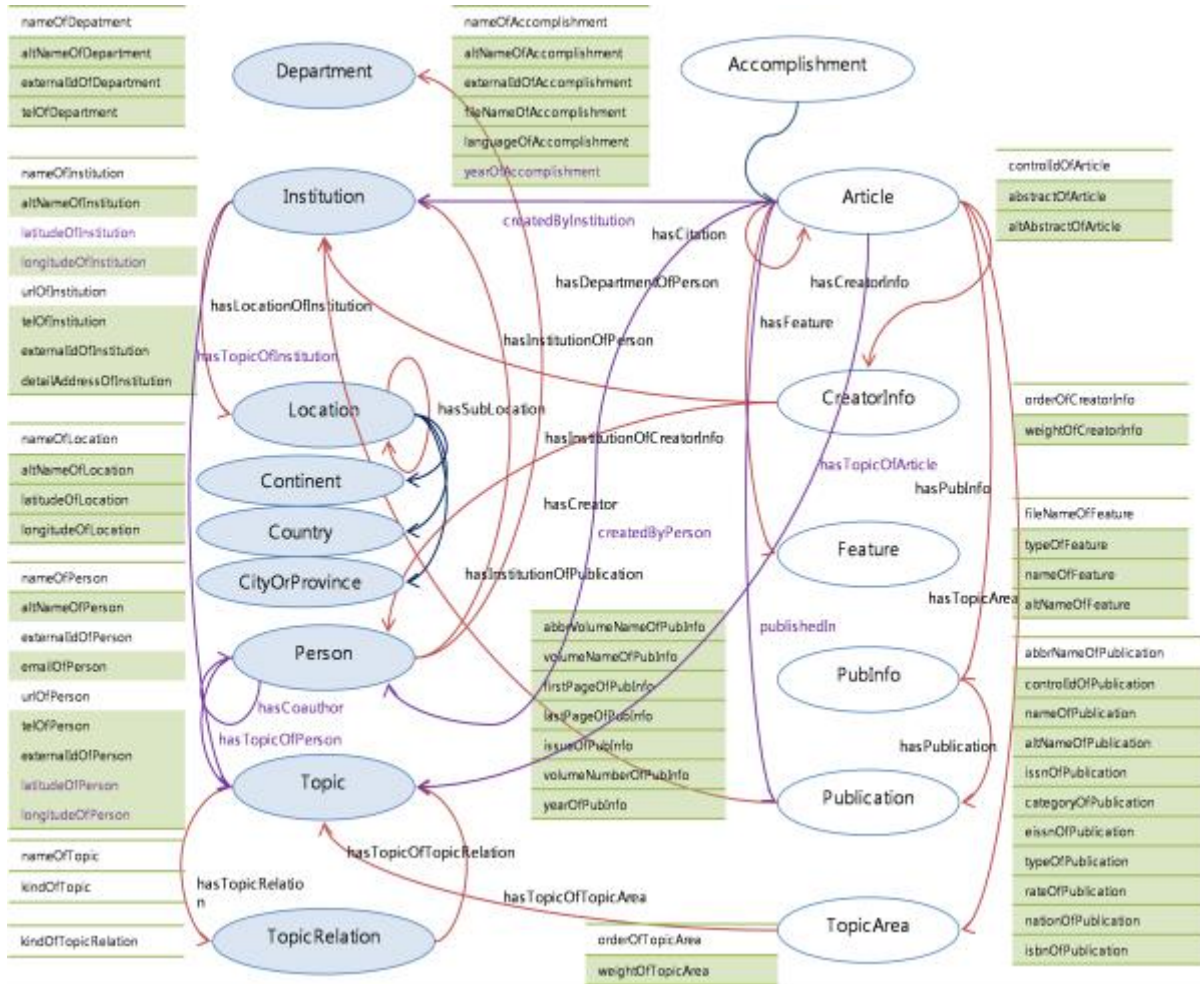 nameOfDepatment
altNameOfDepartment
externalIdOfDepartment
telOfDepartment
nameOfInstitution
altNameOfInstitution
latitudeOfInstitution
longitudeOfInstitution
urlOfInstitution
telOfInstitution
externalIdOfInstitution
detailAddressOfInstitution
nameOfLocation
altNameOfLocation
latitudeOfLocation
longitudeOfLocation
nameOfPerson
altNameOfPerson
externalIdOfPerson
emailOfPerson
urlOfPerson
telOfPerson
externalIdOfPerson
latitudeOfPerson
longitudeOfPerson
nameOfTopic
kindOfTopic
kindOfTopicRelation
Department
Institution
Location
Continent
Country
CityOrProvince
Person
Topic
TopicRelation
nameOfAccomplishment
altNameOfAccomplishment
externalIdOfAccomplishment
fileNameOfAccomplishment
languageOfAccomplishment
yearOfAccomplishment
createdByInstitution
hasCitation
hasDepartmentOfPerson
hasCreatorInfo
hasFeature
hasLocationOfInstitution
hasInstitutionOfPerson
hasTopicOfInstitution
hasSubLocation
hasInstitutionOfCreatorInfo
hasTopicOfArticle
hasPubInfo
hasCreator
createdByPerson
hasInstitutionOfPublication
hasTopicArea
publishedIn
hasCoauthor
hasTopicOfPerson
hasPublication
hasTopicOfTopicRelation
hasTopicRelatio
n
hasTopicOfTopicArea
abbrVolumeNameOfPubInfo
volumeNameOfPubInfo
firstPageOfPubInfo
lastPageOfPubInfo
issueOfPubInfo
volumeNumberOfPubInfo
yearOfPubInfo
orderOfTopicArea
weightOfTopicArea
Accomplishment
Article
CreatorInfo
Feature
PubInfo
Publication
TopicArea
controlIdOfArticle
abstractOfArticle
altAbstractOfArticle
orderOfCreatorInfo
weightOfCreatorInfo
fileNameOfFeature
typeOfFeature
nameOfFeature
altNameOfFeature
abbrNameOfPublication
controlIdOfPublication
nameOfPublication
altNameOfPublication
issnOfPublication
categoryOfPublication
eissnOfPublication
typeOfPublication
rateOfPublication
nationOfPublication
isbnOfPublication